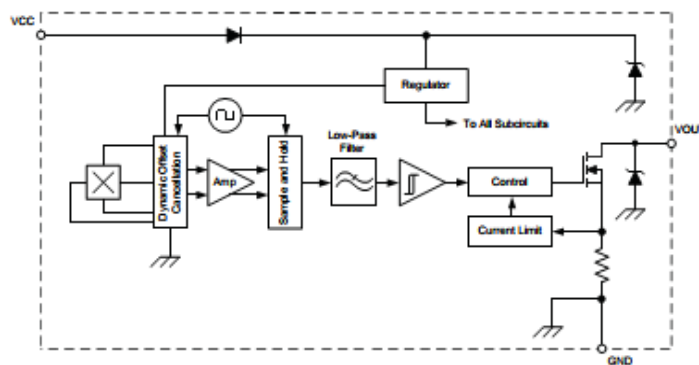 VCC
Regulator
To All Subcircuits
Low-Pass
Filter
VOUT
Dynamic Offset
Cancellation
Amp
Sample and Hold
Control
Current Limit
GND